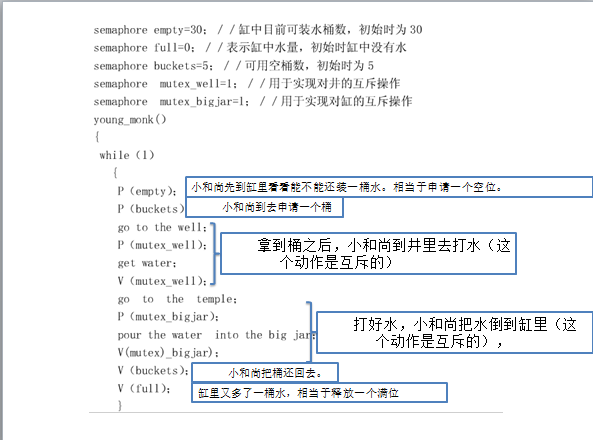 semaphore empty=30; //缸中目前可装水桶数，初始时为 30
semaphore full=0; //表示缸中水量，初始时缸中没有水
semaphore buckets=5; //可用空桶数，初始时为 5
semaphore mutex_well=1; //用于实现对井的互斥操作
semaphore mutex_bigjar=1; //用于实现对缸的互斥操作
young_monk()
{
while (1)
{
P (empty); 小和尚先到缸里看看能不能还装一桶水。相当于申请一个空位。
P (buckets) 小和尚到去申请一个桶
go to the well;
P (mutex_well); 拿到桶之后，小和尚到井里去打水（这
get water; 个动作是互斥的）
V (mutex_well);
go to the temple;
P (mutex_bigjar); 打好水，小和尚把水倒到缸里（这
pour the water into the big jar; 个动作是互斥的），
V(mutex)_bigjar);
V (buckets); 小和尚把桶还回去。
V (full); 缸里又多了一桶水，相当于释放一个满位
}